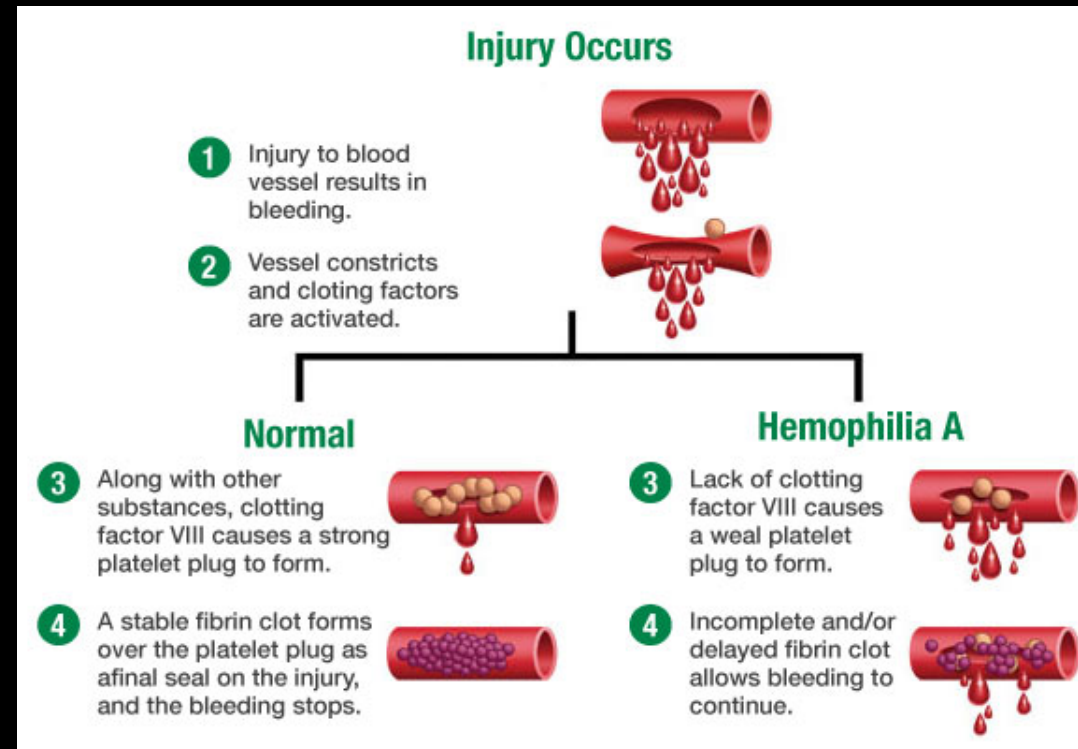 Injury Occurs
1 Injury to blood
vessel results in
bleeding.
2 Vessel constricts
and cloting factors
are activated.
Normal
3 Along with other
substances, clotting
factor VIII causes a strong
platelet plug to form.
4 A stable fibrin clot forms
over the platelet plug as
afinal seal on the injury,
and the bleeding stops.
Hemophilia A
3 Lack of clotting
factor VIII causes
a weal platelet
plug to form.
4 Incomplete and/or
delayed fibrin clot
allows bleeding to
continue.